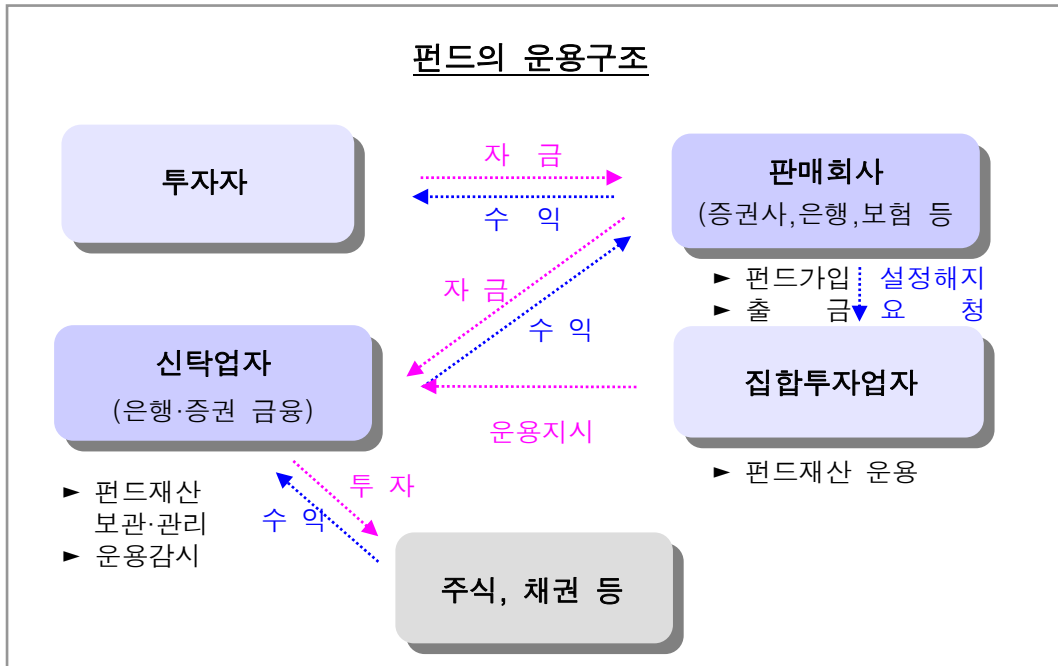 펀드의 운용구조
투자자
자 금
수 익
판매회사
(증권사,은행,보험 등
► 펀드가입
► 출 금
설정해지
요 청
자 금
수 익
신탁업자
(은행·증권 금융)
집합투자업자
운용지시
► 펀드재산 운용
► 펀드재산
보관·관리
► 운용감시
투 자
수 익
주식, 채권 등